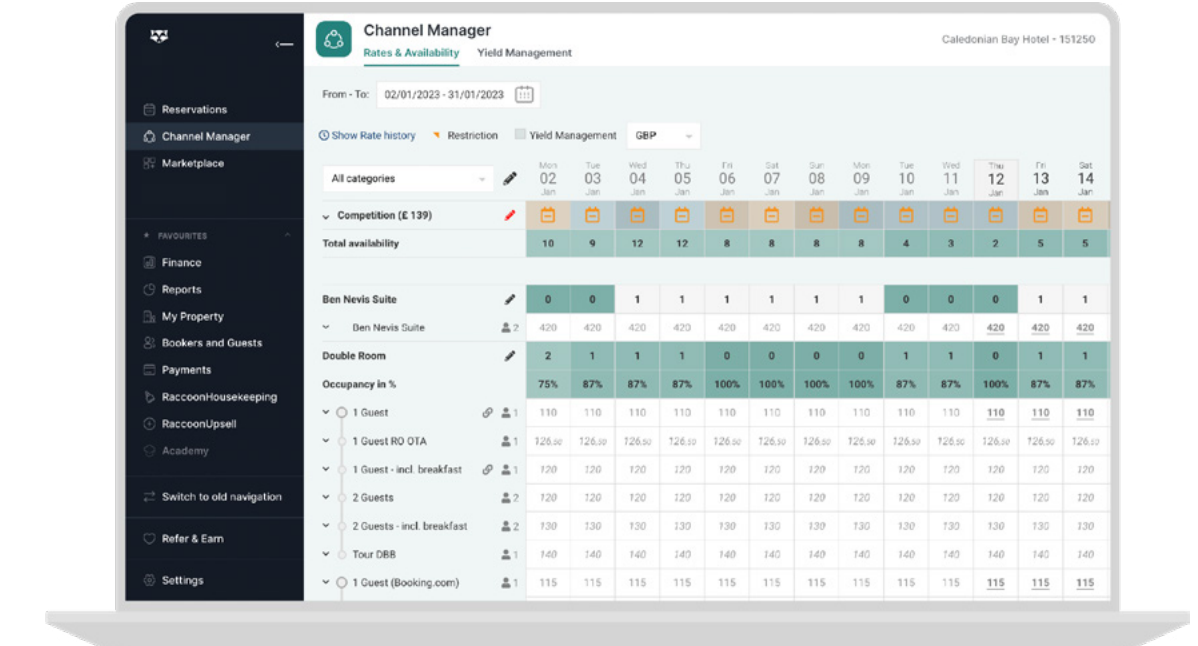 Channel Manager
Rates & Availability Yield Management
Caledonian Bay Hotel - 151250
Reservations
Channel Manager
Marketplace
FAVOURITES
Finance
Reports
My Property
Bookers and Guests
Payments
RaccoonHousekeeping
RaccoonUpsell
Academy
Switch to old navigation
Refer & Earn
Settings
From - To: 02/01/2023 - 31/01/2023
Show Rate history Restriction Yield Management GBP
All categories
Mon Tue Wed Thu Fri Sat Sun Mon Tue Wed Thu Fri Sat
02 03 04 05 06 07 08 09 10 11 12 13 14
Jan Jan Jan Jan Jan Jan Jan Jan Jan Jan Jan Jan Jan
Competition (£ 139)
Total availability 10 9 12 12 8 8 8 8 4 3 2 5 5
Ben Nevis Suite 0 0 1 1 1 1 1 1 0 0 0 1 1
Ben Nevis Suite 2 420 420 420 420 420 420 420 420 420 420 420 420 420
Double Room 2 1 1 1 0 0 0 0 1 1 0 1 1
Occupancy in % 75% 87% 87% 87% 100% 100% 100% 100% 87% 87% 100% 87% 87%
1 Guest 1 110 110 110 110 110 110 110 110 110 110 110 110 110
1 Guest RO OTA 1 126.50 126.50 126.50 126.50 126.50 126.50 126.50 126.50 126.50 126.50 126.50 126.50 126.50
1 Guest - incl. breakfast 1 120 120 120 120 120 120 120 120 120 120 120 120 120
2 Guests 2 120 120 120 120 120 120 120 120 120 120 120 120 120
2 Guests - incl. breakfast 2 130 130 130 130 130 130 130 130 130 130 130 130 130
Tour DBB 1 140 140 140 140 140 140 140 140 140 140 140 140 140
1 Guest (Booking.com) 1 115 115 115 115 115 115 115 115 115 115 115 115 115